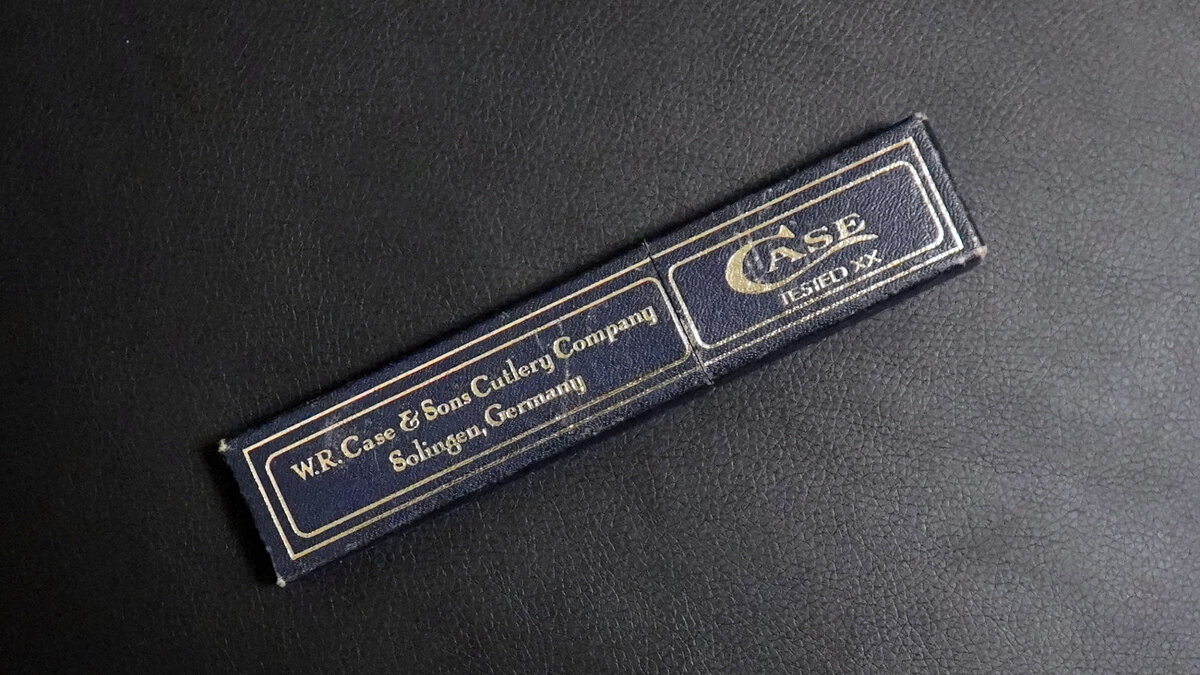 W.R. Case & Sons Cutlery Company
Solingen, Germany
CASE
TESTED XX